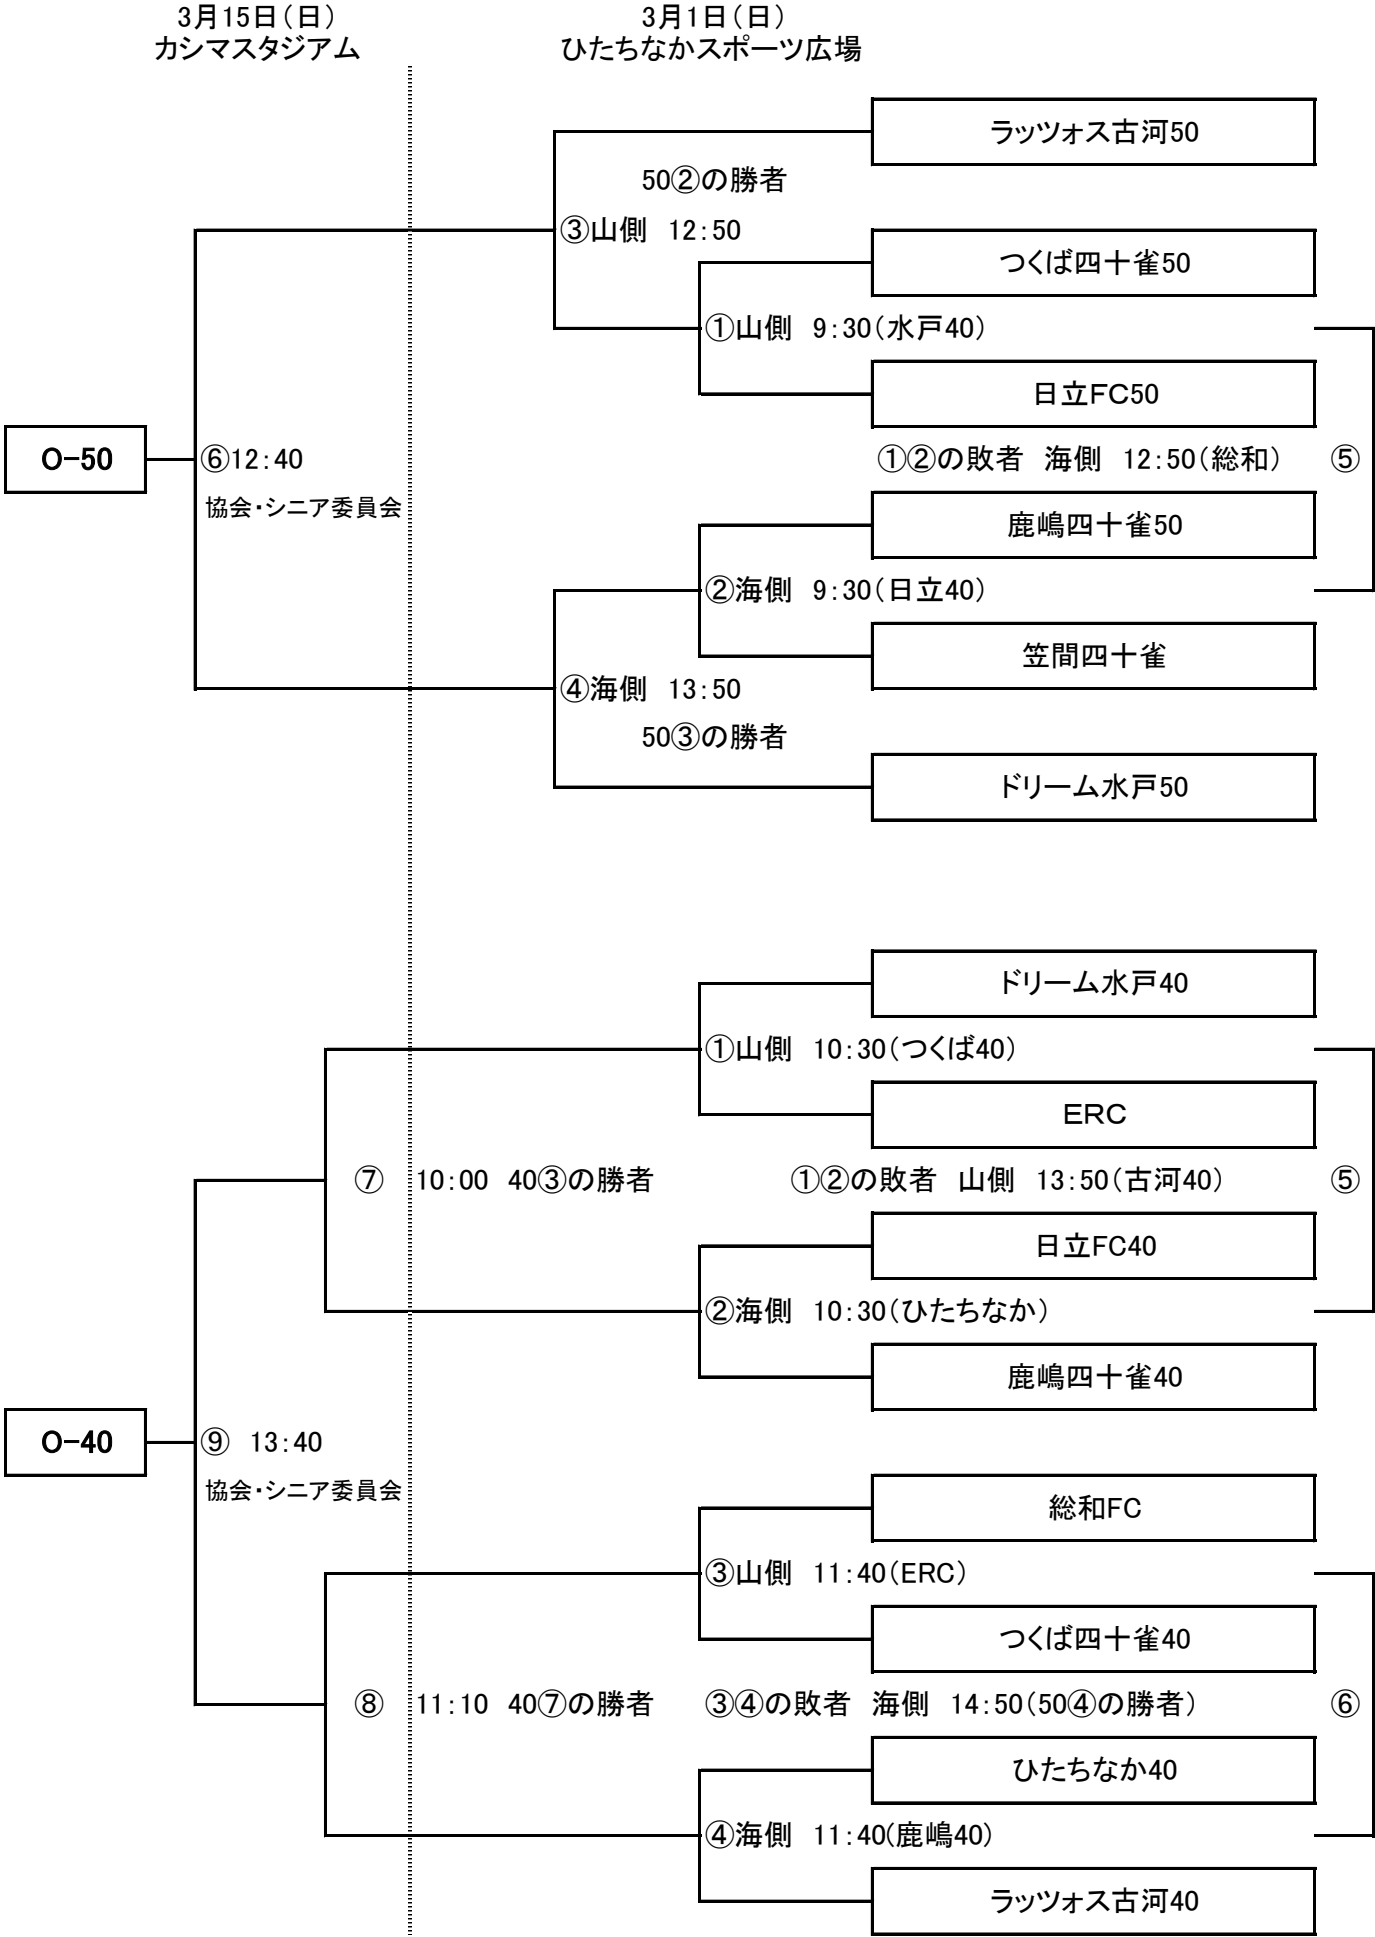 3月15日(日)
カシマスタジアム
3月1日(日)
ひたちなかスポーツ広場
ラッツォス古河50
50②の勝者
③山側 12:50
つくば四十雀50
①山側 9:30(水戸40)
日立FC50
O-50
⑥12:40
①②の敗者 海側 12:50(総和) ⑤
協会・シニア委員会
鹿嶋四十雀50
②海側 9:30(日立40)
笠間四十雀
④海側 13:50
50③の勝者
ドリーム水戸50
ドリーム水戸40
①山側 10:30(つくば40)
ERC
⑦ 10:00 40③の勝者
①②の敗者 山側 13:50(古河40) ⑤
日立FC40
②海側 10:30(ひたちなか)
鹿嶋四十雀40
O-40
⑨ 13:40
協会・シニア委員会
総和FC
③山側 11:40(ERC)
つくば四十雀40
⑧ 11:10 40⑦の勝者
③④の敗者 海側 14:50(50④の勝者) ⑥
ひたちなか40
④海側 11:40(鹿嶋40)
ラッツォス古河40